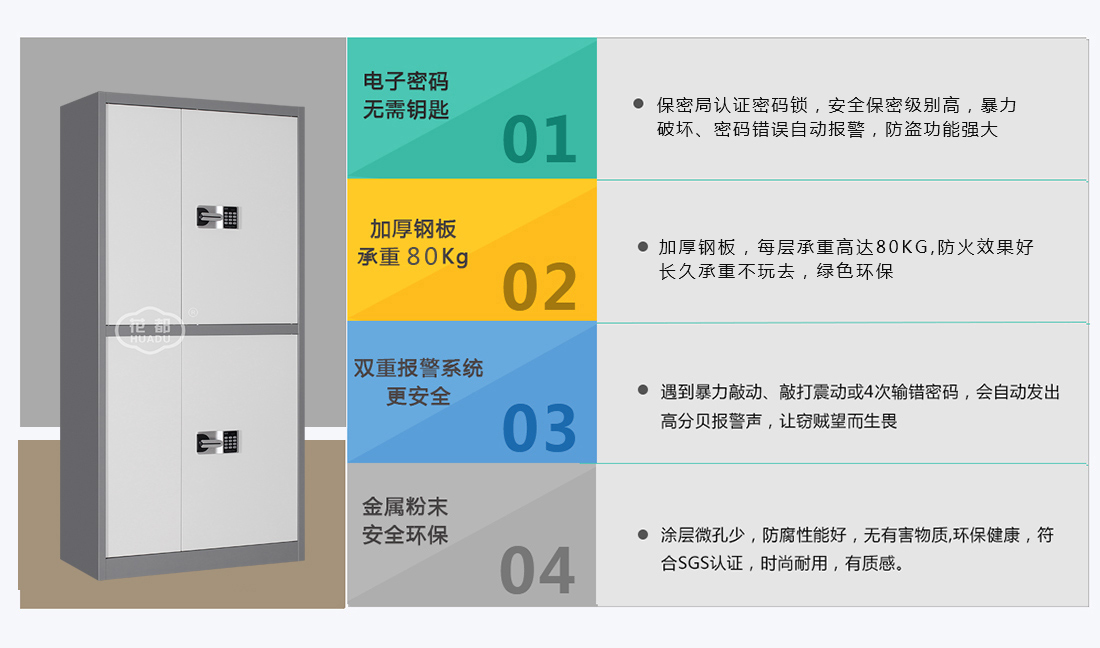 电子密码
无需钥匙
01
保密局认证密码锁，安全保密级别高，暴力
破坏、密码错误自动报警，防盗功能强大
加厚钢板
承重 80Kg
02
加厚钢板，每层承重高达80KG,防火效果好
长久承重不玩去，绿色环保
花都
HUADU
双重报警系统
更安全
03
遇到暴力敲动、敲打震动或4次输错密码，会自动发出
高分贝报警声，让窃贼望而生畏
金属粉末
安全环保
04
涂层微孔少，防腐性能好，无有害物质,环保健康，符
合SGS认证，时尚耐用，有质感。